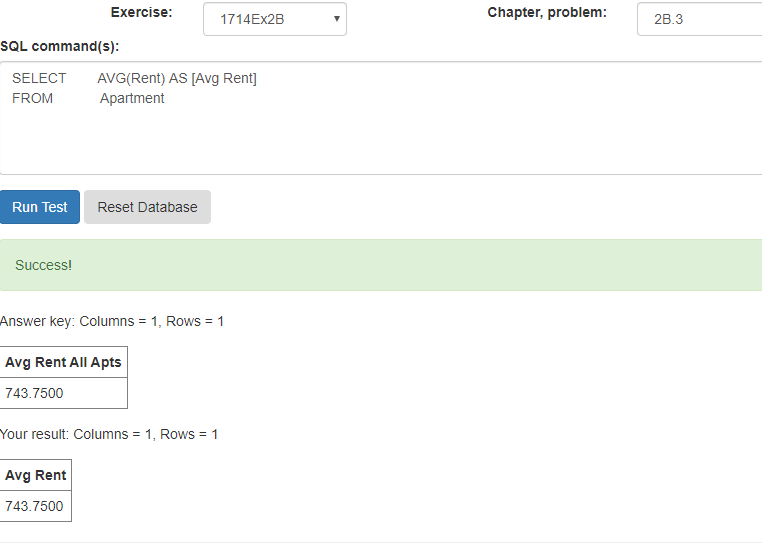 Exercise: 1714Ex2B Chapter, problem: 2B.3
SQL command(s):
SELECT AVG(Rent) AS [Avg Rent]
FROM Apartment
Run Test Reset Database
Success!
Answer key: Columns = 1, Rows = 1
Avg Rent All Apts
743.7500
Your result: Columns = 1, Rows = 1
Avg Rent
743.7500